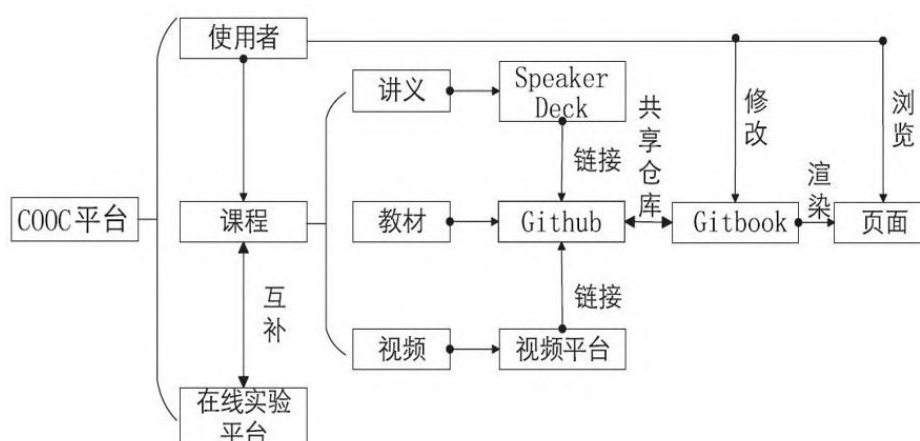 使用者
讲义
Speaker
Deck
修改
浏览
共享仓库
链接
渲染
COOC平台
课程
教材
Github
Gitbook
页面
互补
链接
视频
视频平台
在线实验
平台